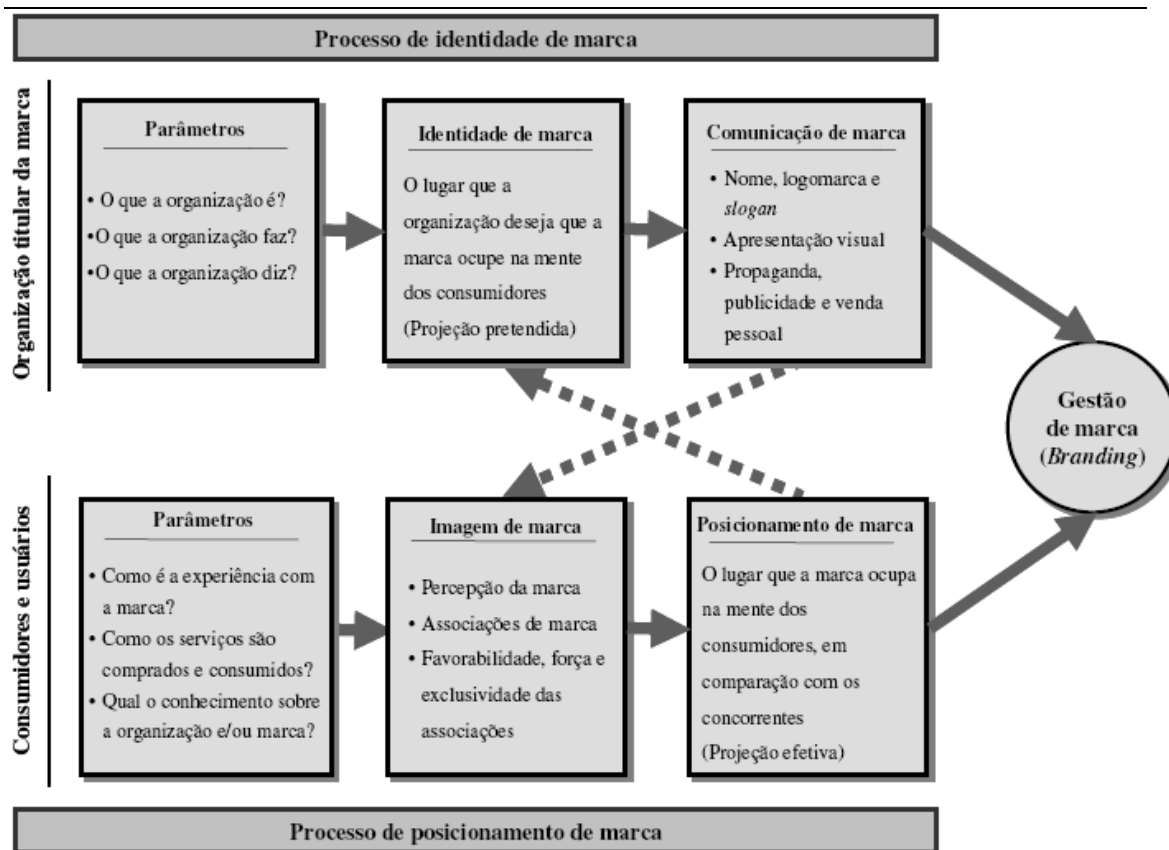 Processo de identidade de marca
Organização titular da marca
Parâmetros
• O que a organização é?
• O que a organização faz?
• O que a organização diz?
Identidade de marca
O lugar que a
organização deseja que a
marca ocupe na mente
dos consumidores
(Projeção pretendida)
Comunicação de marca
• Nome, logomarca e
slogan
• Apresentação visual
• Propaganda,
publicidade e venda
pessoal
Gestão
de marca
(Branding)
Consumidores e usuários
Parâmetros
• Como é a experiência com
a marca?
• Como os serviços são
comprados e consumidos?
• Qual o conhecimento sobre
a organização e/ou marca?
Imagem de marca
• Percepção da marca
• Associações de marca
• Favorabilidade, força e
exclusividade das
associações
Posicionamento de marca
O lugar que a marca ocupa
na mente dos
consumidores, em
comparação com os
concorrentes
(Projeção efetiva)
Processo de posicionamento de marca